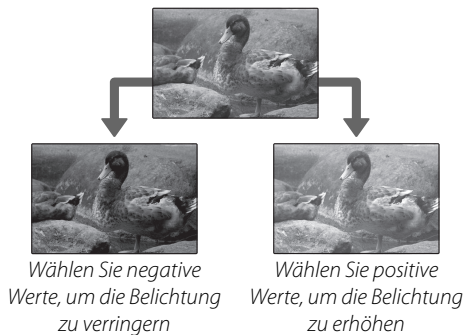 Wählen Sie negative
Werte, um die Belichtung
zu verringern
Wählen Sie positive
Werte, um die Belichtung
zu erhöhen